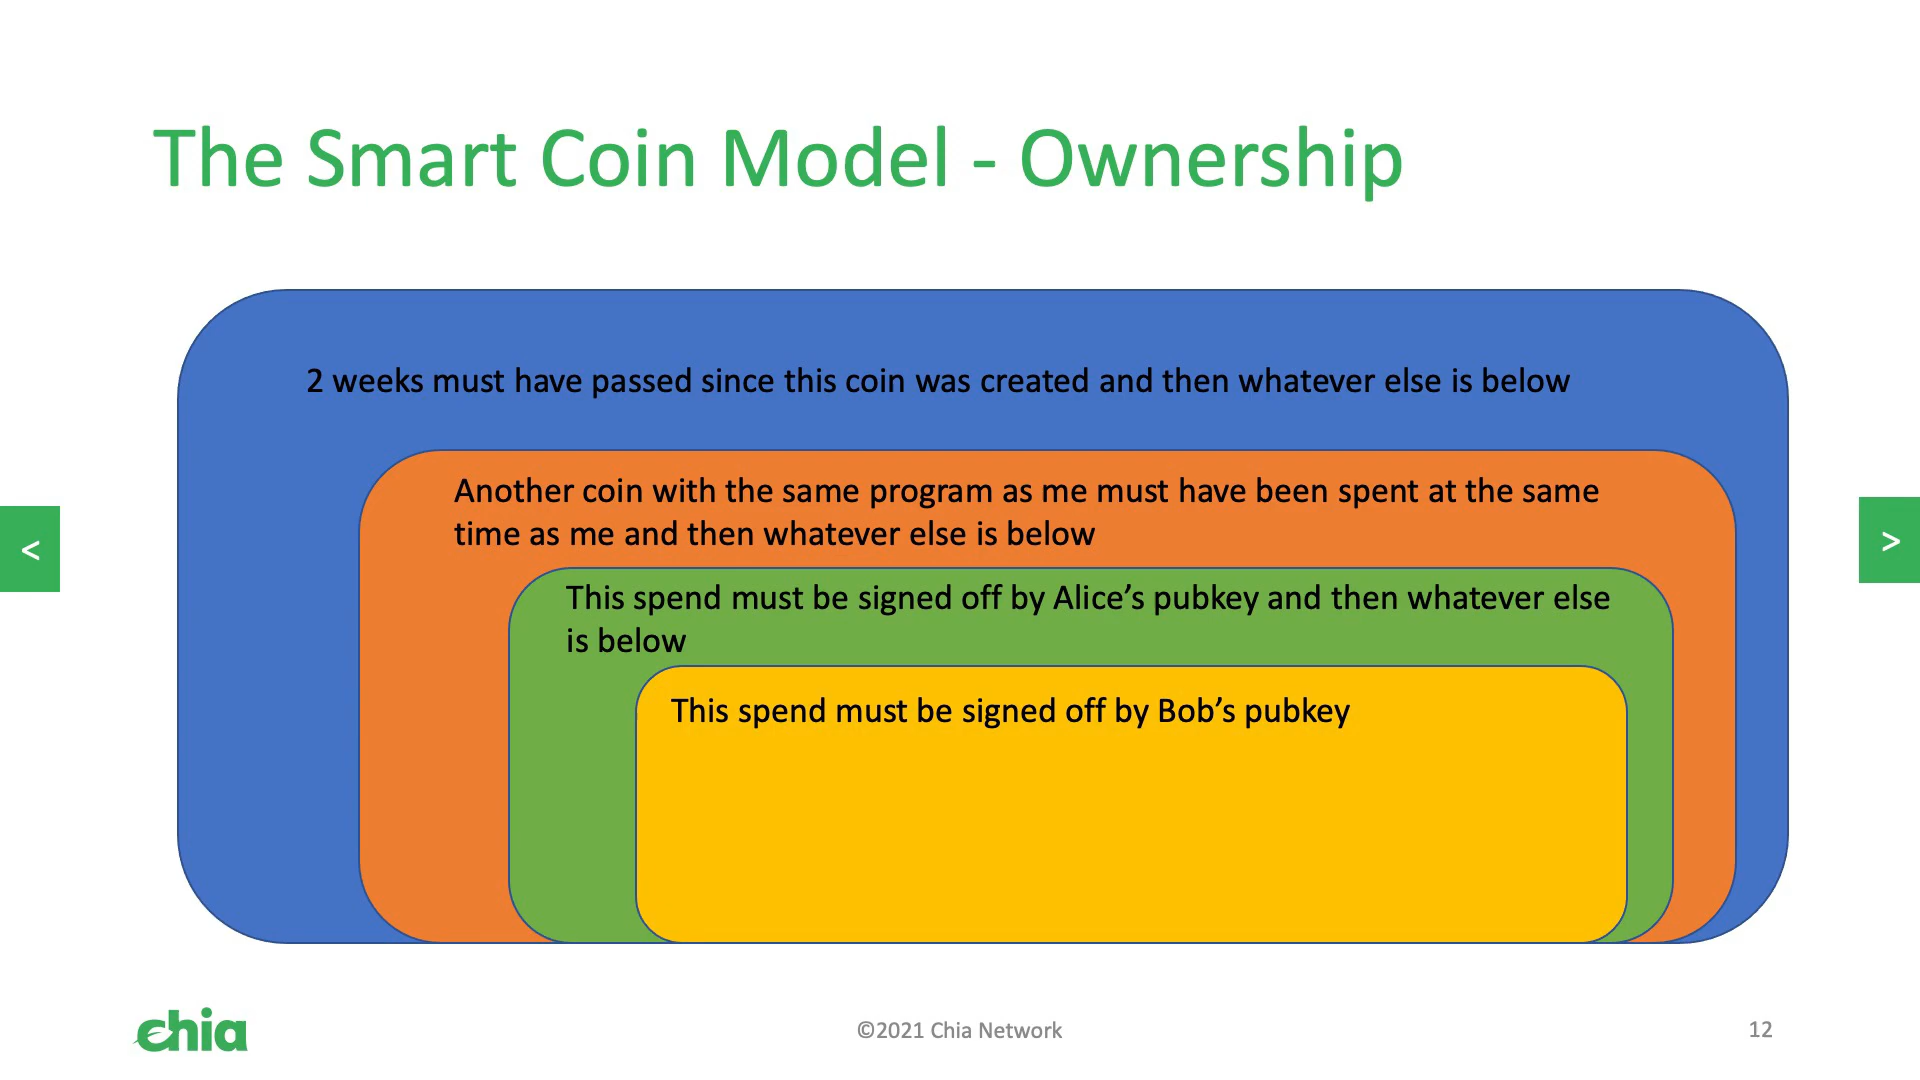 The Smart Coin Model - Ownership
2 weeks must have passed since this coin was created and then whatever else is below
Another coin with the same program as me must have been spent at the same
time as me and then whatever else is below
<
>
This spend must be signed off by Alice’s pubkey and then whatever else
is below
This spend must be signed off by Bob’s pubkey
chia
©2021 Chia Network
12